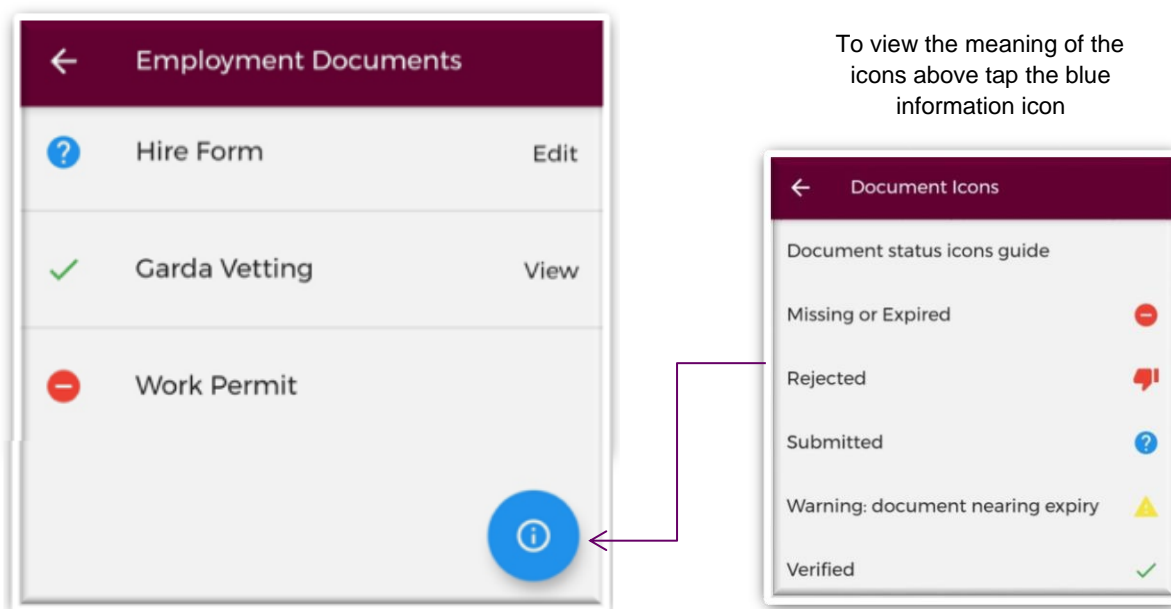 Employment Documents
Hire Form Edit
Garda Vetting View
Work Permit
To view the meaning of the
icons above tap the blue
information icon
Document Icons
Document status icons guide
Missing or Expired
Rejected
Submitted
Warning: document nearing expiry
Verified